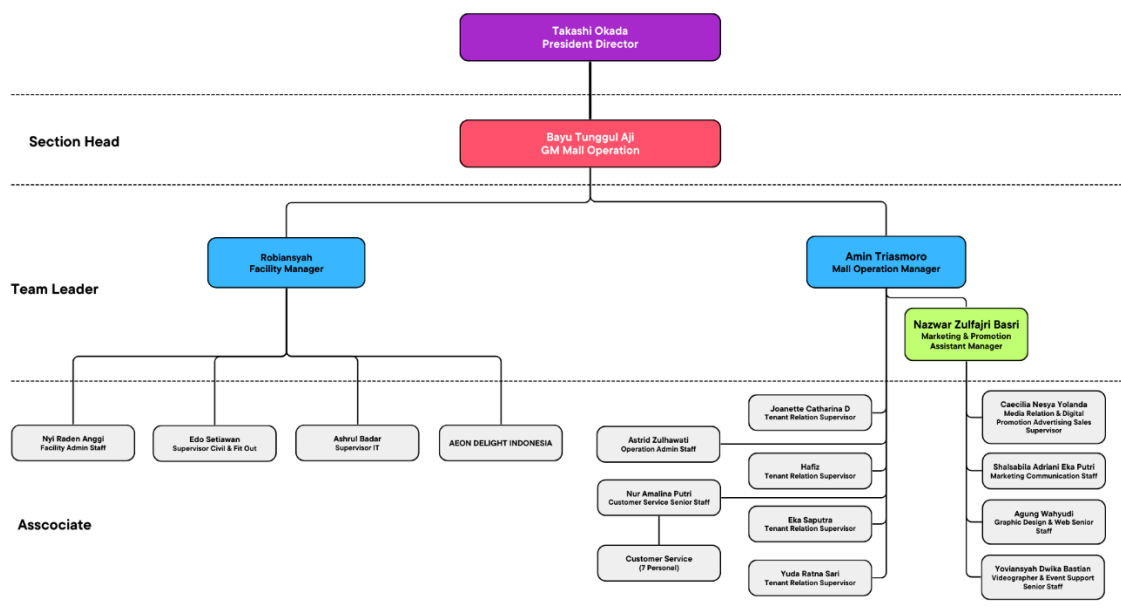 Takashi Okada
President Director
Section Head
Bayu Tunggul Aji
GM Mall Operation
Team Leader
Robiansyah
Facility Manager
Amin Triasmoro
Mall Operation Manager
Nazwar Zulfajri Basri
Marketing & Promotion
Assistant Manager
Asscociate
Nyi Raden Anggi
Facility Admin Staff
Edo Setiawan
Supervisor Civil & Fit Out
Ashrul Badar
Supervisor IT
AEON DELIGHT INDONESIA
Joanette Catharina D
Tenant Relation Supervisor
Astrid Zulhawati
Operation Admin Staff
Hafiz
Tenant Relation Supervisor
Nur Amalina Putri
Customer Service Senior Staff
Eka Saputra
Tenant Relation Supervisor
Customer Service
(7 Personel)
Yuda Ratna Sari
Tenant Relation Supervisor
Caecilia Nesya Yolanda
Media Relation & Digital
Promotion Advertising Sales
Supervisor
Shalsabila Adriani Eka Putri
Marketing Communication Staff
Agung Wahyudi
Graphic Design & Web Senior
Staff
Yoviansyah Dwika Bastian
Videographer & Event Support
Senior Staff